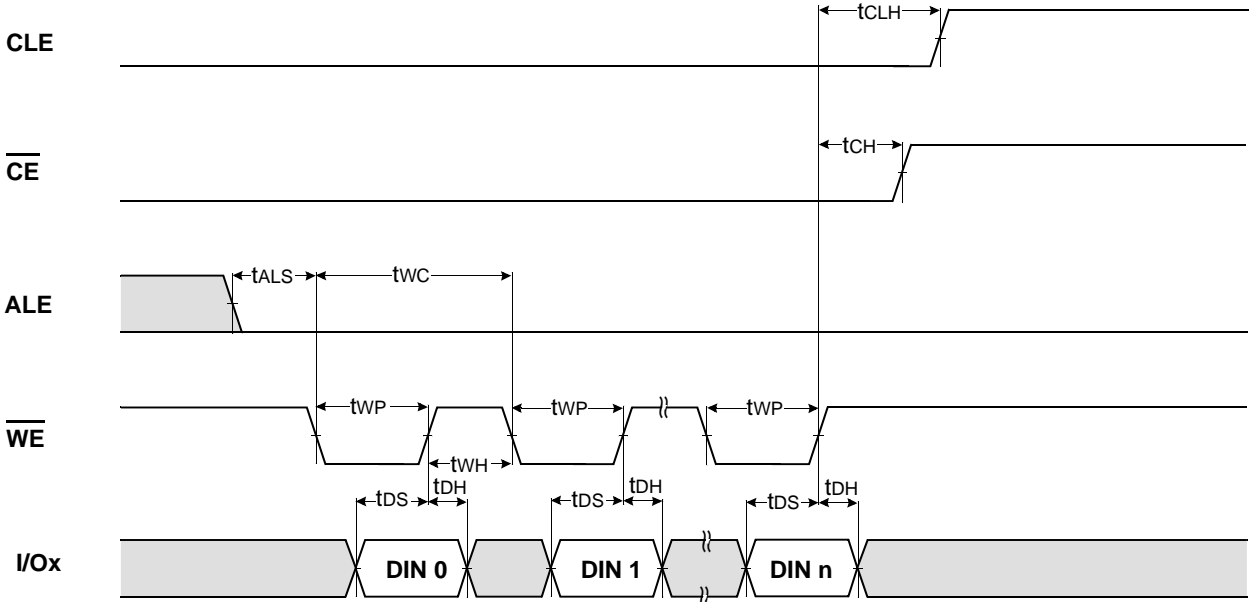 CLE
tCLH
CE
tCH
ALE
tALS
tWC
WE
tWP
tWP
tWP
tWH
tDS
tDH
tDS
tDH
tDS
tDH
I/Ox
DIN 0
DIN 1
DIN n